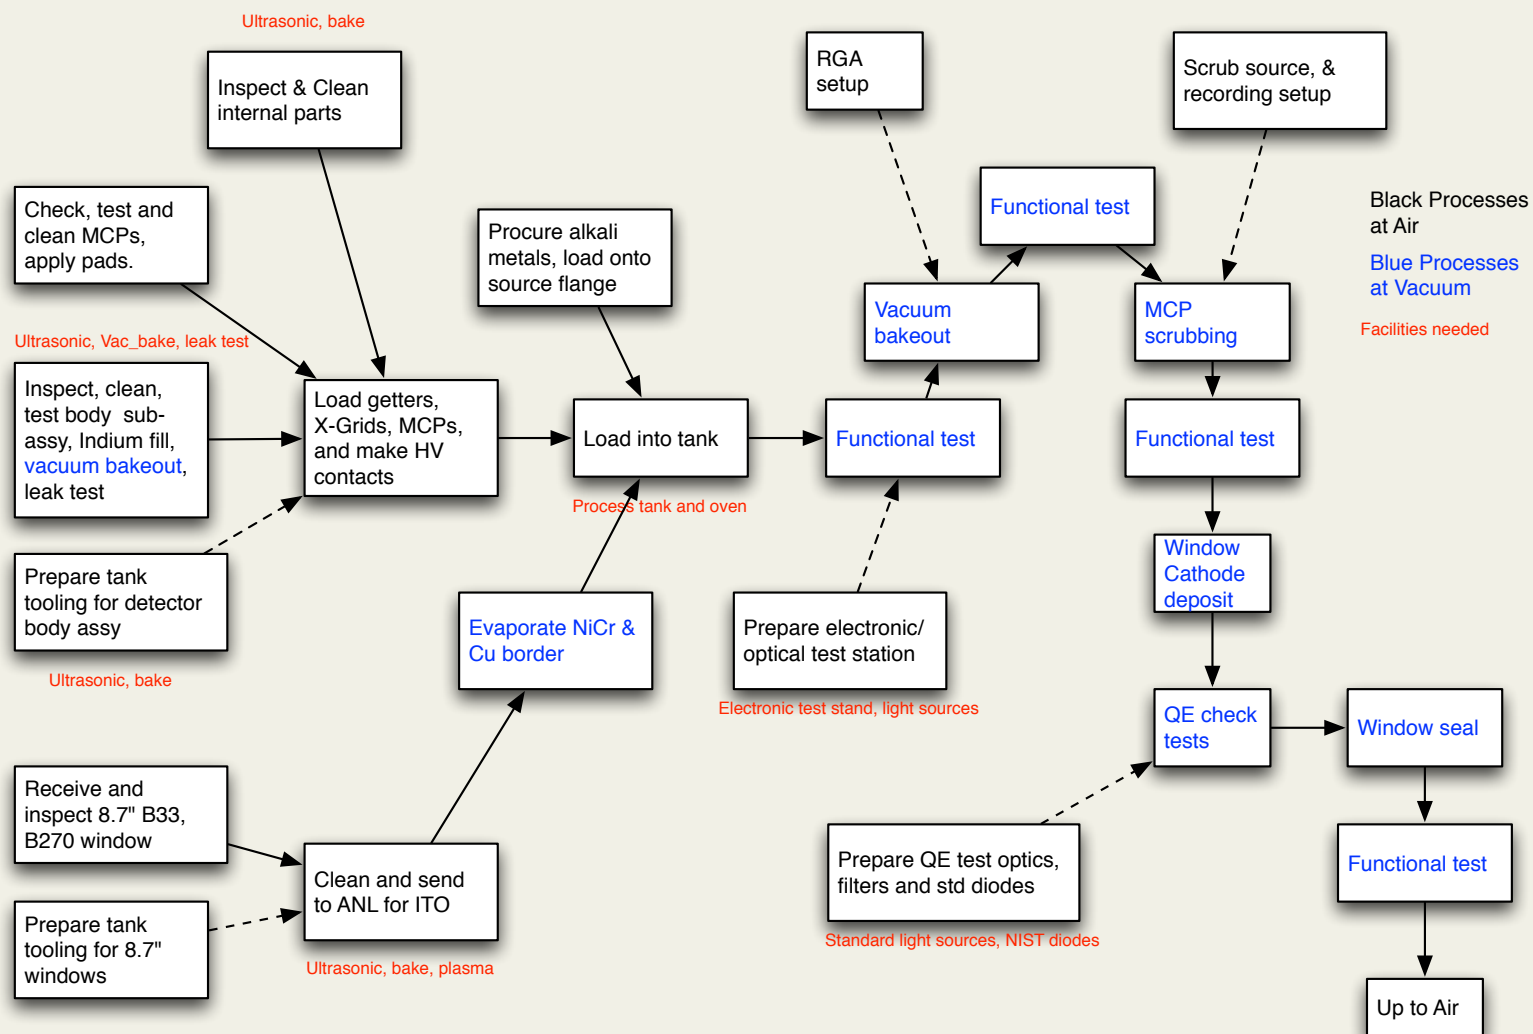 Ultrasonic, bake
Inspect & Clean
internal parts
RGA
setup
Scrub source, &
recording setup
Check, test and
clean MCPs,
apply pads.
Procure alkali
metals, load onto
source flange
Functional test
Black Processes
at Air
Blue Processes
at Vacuum
Facilities needed
Vacuum
bakeout
MCP
scrubbing
Ultrasonic, Vac_bake, leak test
Inspect, clean,
test body sub-
assy, Indium fill,
vacuum bakeout,
leak test
Load getters,
X-Grids, MCPs,
and make HV
contacts
Load into tank
Process tank and oven
Functional test
Functional test
Prepare tank
tooling for detector
body assy
Ultrasonic, bake
Evaporate NiCr &
Cu border
Prepare electronic/
optical test station
Electronic test stand, light sources
Window
Cathode
deposit
QE check
tests
Window seal
Receive and
inspect 8.7" B33,
B270 window
Clean and send
to ANL for ITO
Ultrasonic, bake, plasma
Prepare tank
tooling for 8.7"
windows
Prepare QE test optics,
filters and std diodes
Standard light sources, NIST diodes
Functional test
Up to Air